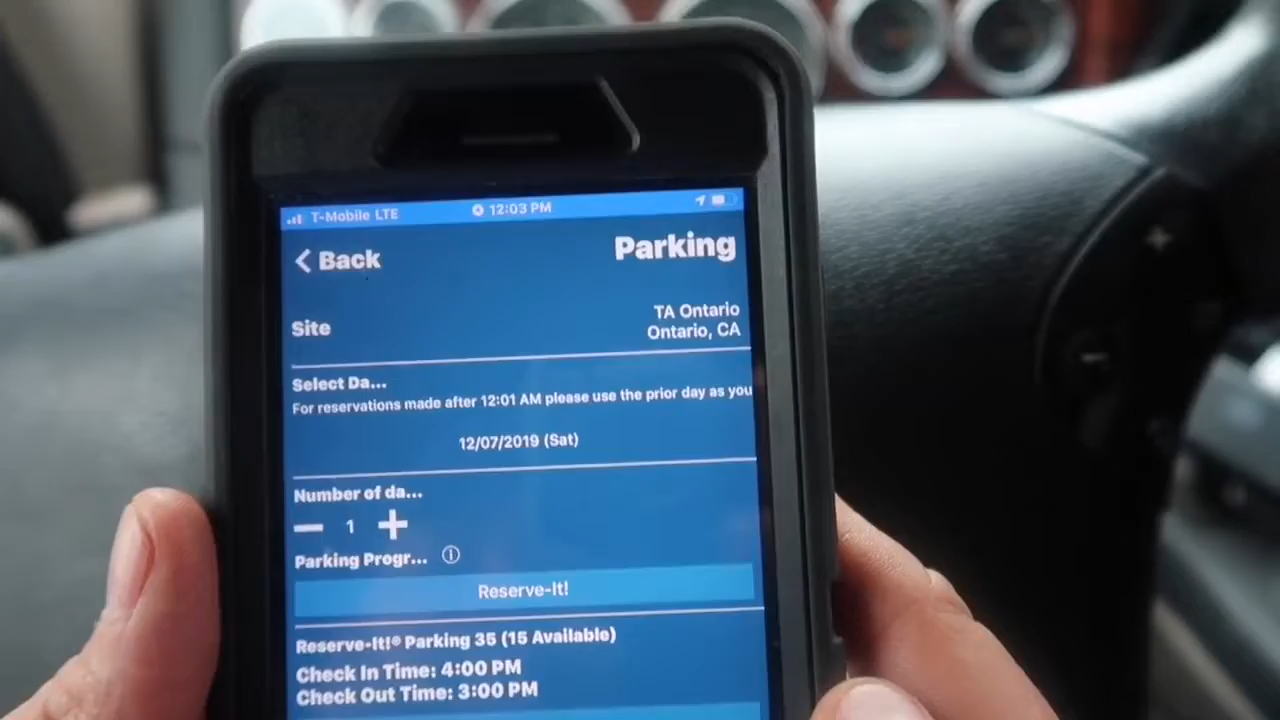 T-Mobile LTE
12:03 PM
Back
Parking
Site
TA Ontario
Ontario, CA
Select Da...
For reservations made after 12:01 AM please use the prior day as you
12/07/2019 (Sat)
Number of da...
− 1 +
Parking Progr...
Reserve-It!
Reserve-It!® Parking 35 (15 Available)
Check In Time: 4:00 PM
Check Out Time: 3:00 PM